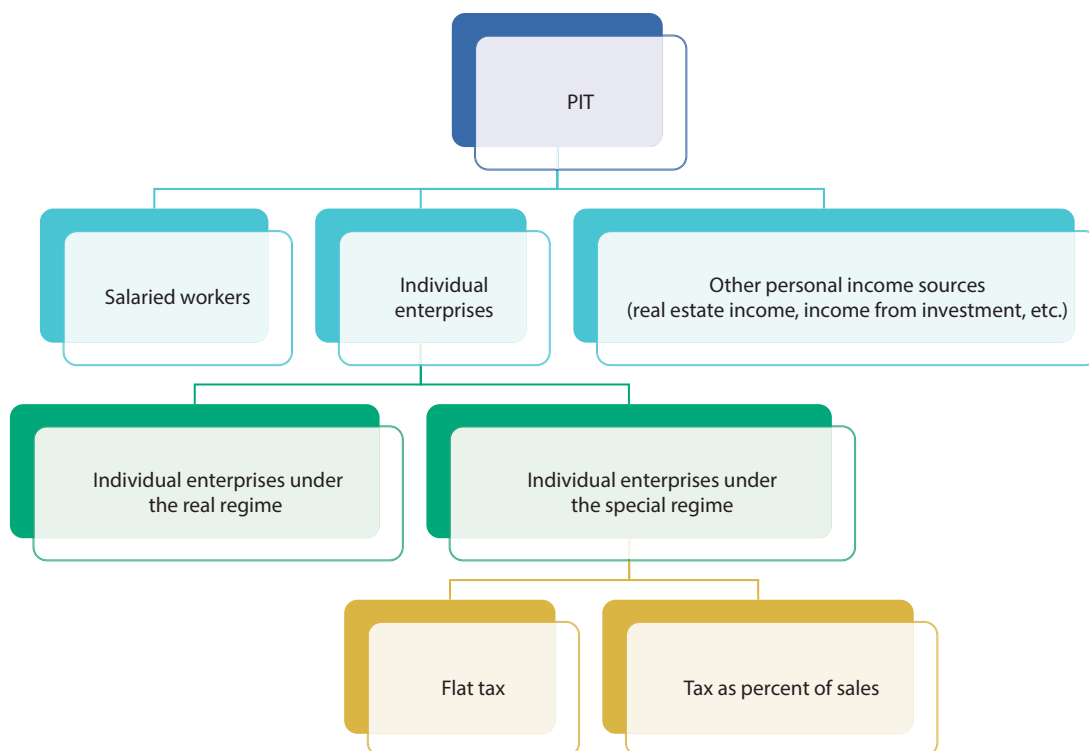 PIT
Salaried workers
Individual
enterprises
Other personal income sources
(real estate income, income from investment, etc.)
Individual enterprises under
the real regime
Individual enterprises under
the special regime
Flat tax
Tax as percent of sales